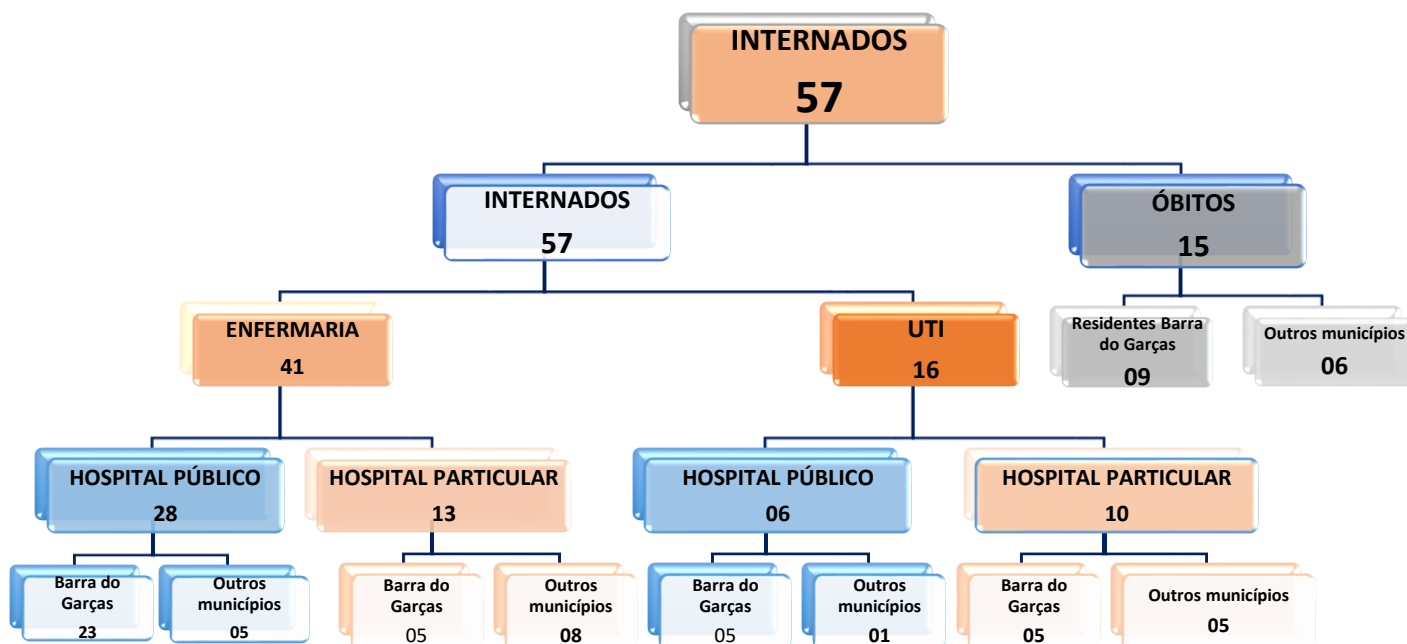 INTERNADOS
57
INTERNADOS
57
ÓBITOS
15
ENFERMARIA
41
UTI
16
Residentes Barra
do Garças
09
Outros municípios
06
HOSPITAL PÚBLICO
28
HOSPITAL PARTICULAR
13
HOSPITAL PÚBLICO
06
HOSPITAL PARTICULAR
10
Barra do
Garças
23
Outros
municípios
05
Barra do
Garças
05
Outros
municípios
08
Barra do
Garças
05
Outros
municípios
01
Barra do
Garças
05
Outros municípios
05